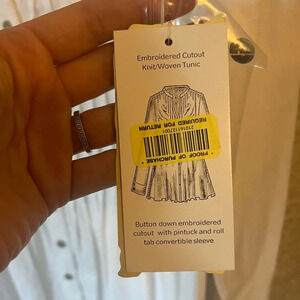 Embroidered Cutout
Knit/Woven Tunic
REQUIRED FOR RETURN
* PROOF OF PURCHASE *
Button down embroidered
cutout with pintuck and roll
tab convertible sleeve